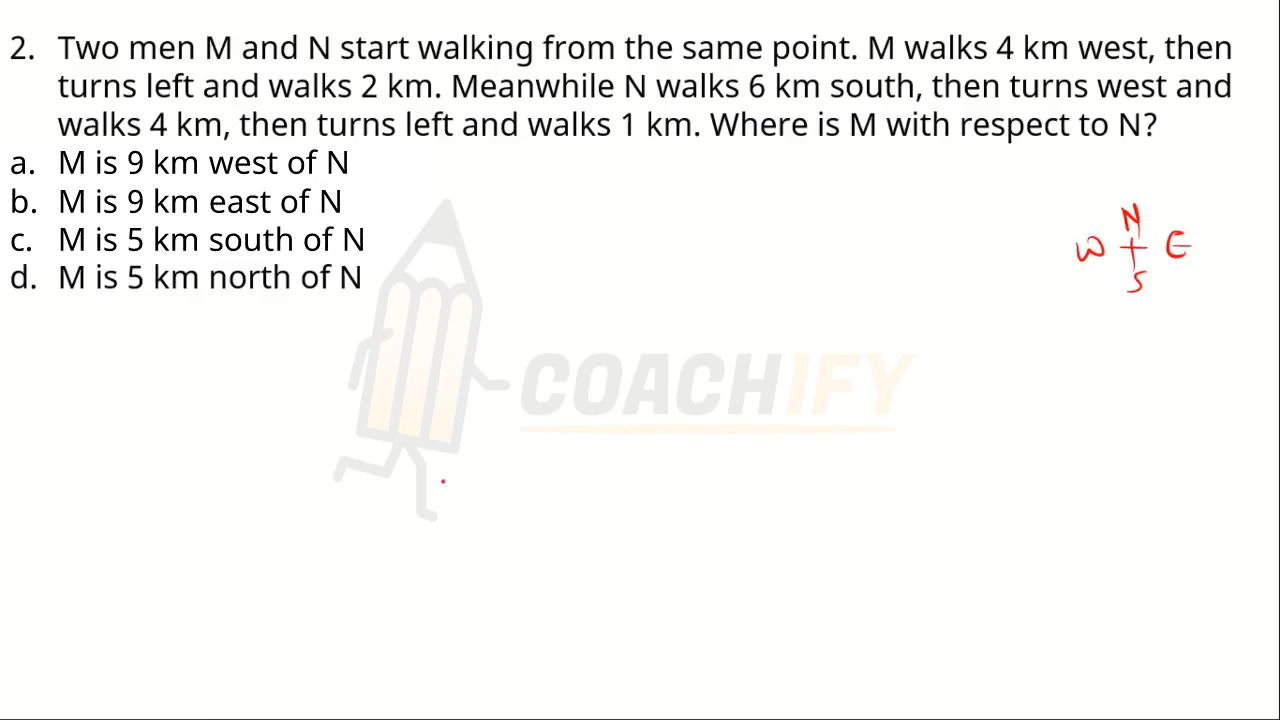 2. Two men M and N start walking from the same point. M walks 4 km west, then
turns left and walks 2 km. Meanwhile N walks 6 km south, then turns west and
walks 4 km, then turns left and walks 1 km. Where is M with respect to N?
a. M is 9 km west of N
b. M is 9 km east of N
c. M is 5 km south of N
d. M is 5 km north of N
N
W E
S
COACHIFY